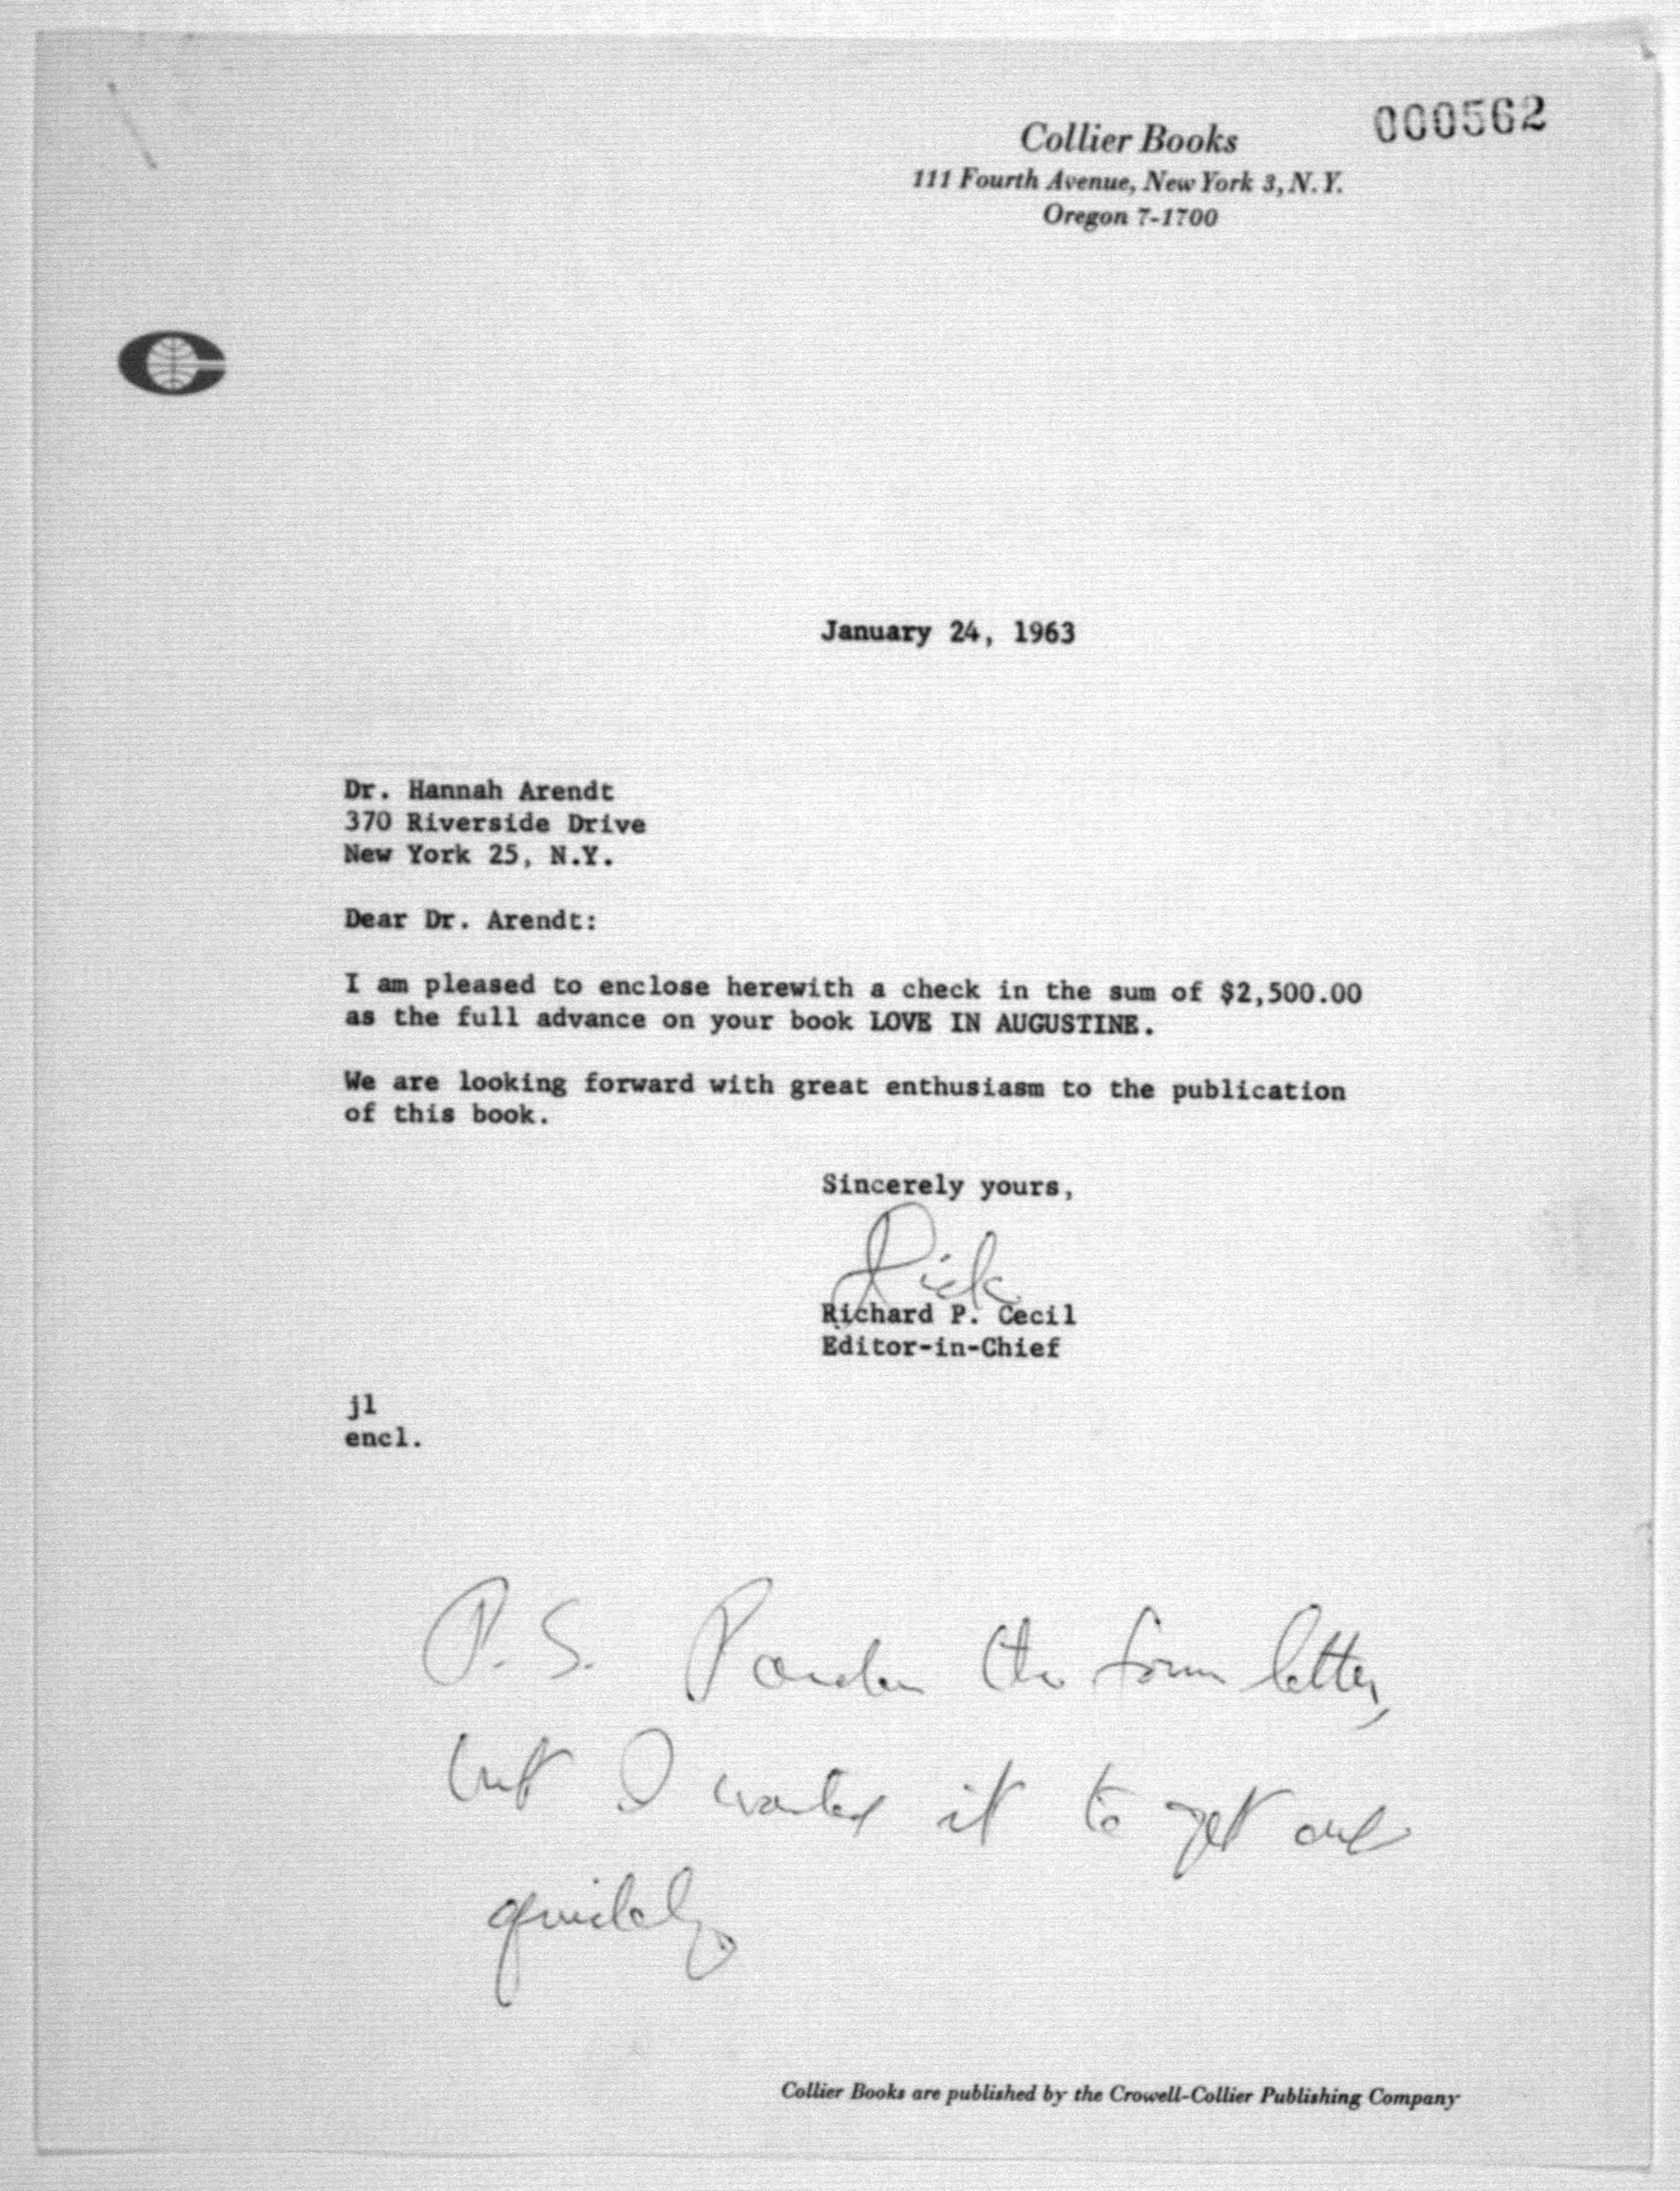 000562
Collier Books
111 Fourth Avenue, New York 3, N. Y.
Oregon 7-1700
January 24, 1963
Dr. Hannah Arendt
370 Riverside Drive
New York 25, N.Y.
Dear Dr. Arendt:
I am pleased to enclose herewith a check in the sum of $2,500.00
as the full advance on your book LOVE IN AUGUSTINE.
We are looking forward with great enthusiasm to the publication
of this book.
Sincerely yours,
Rick
Richard P. Cecil
Editor-in-Chief
jl
encl.
P.S. Pardon the form letter,
but I wanted it to get out
quickly.
Collier Books are published by the Crowell-Collier Publishing Company